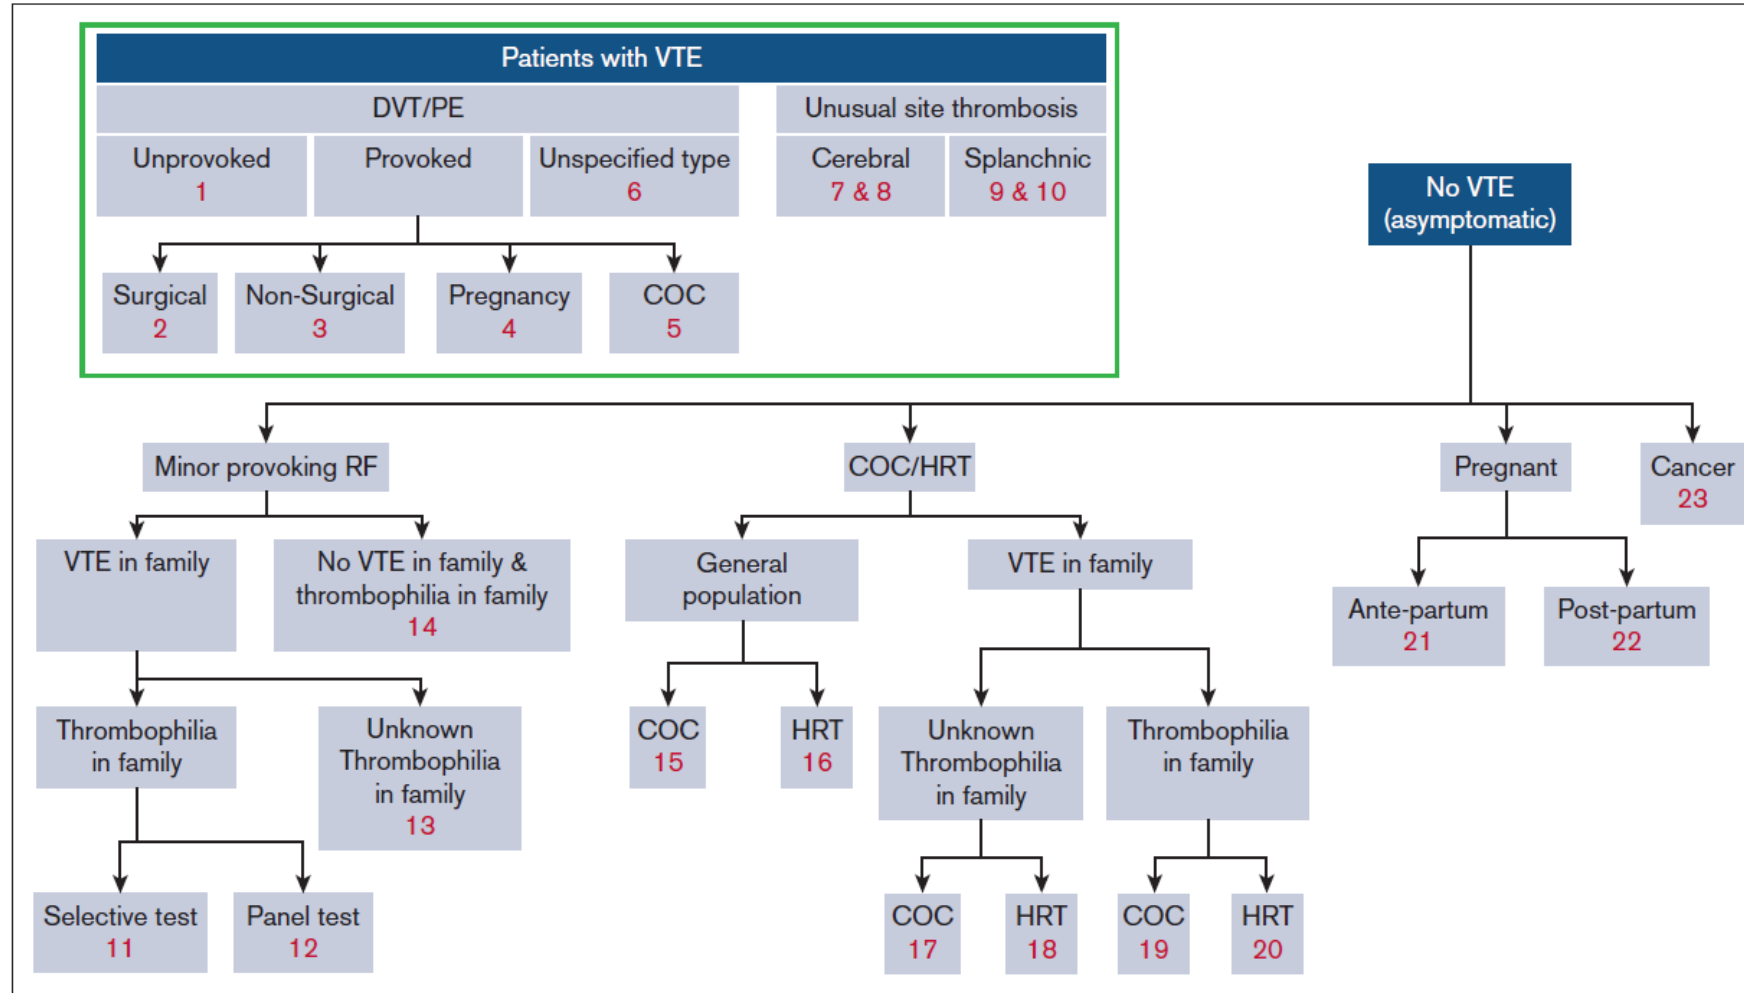 Patients with VTE
DVT/PE
Unusual site thrombosis
Unprovoked
1
Provoked
Unspecified type
6
Cerebral
7 & 8
Splanchnic
9 & 10
No VTE
(asymptomatic)
Surgical
2
Non-Surgical
3
Pregnancy
4
COC
5
Minor provoking RF
COC/HRT
Pregnant
Cancer
23
VTE in family
No VTE in family &
thrombophilia in family
14
General
population
VTE in family
Ante-partum
21
Post-partum
22
Thrombophilia
in family
Unknown
Thrombophilia
in family
13
COC
15
HRT
16
Unknown
Thrombophilia
in family
Thrombophilia
in family
Selective test
11
Panel test
12
COC
17
HRT
18
COC
19
HRT
20